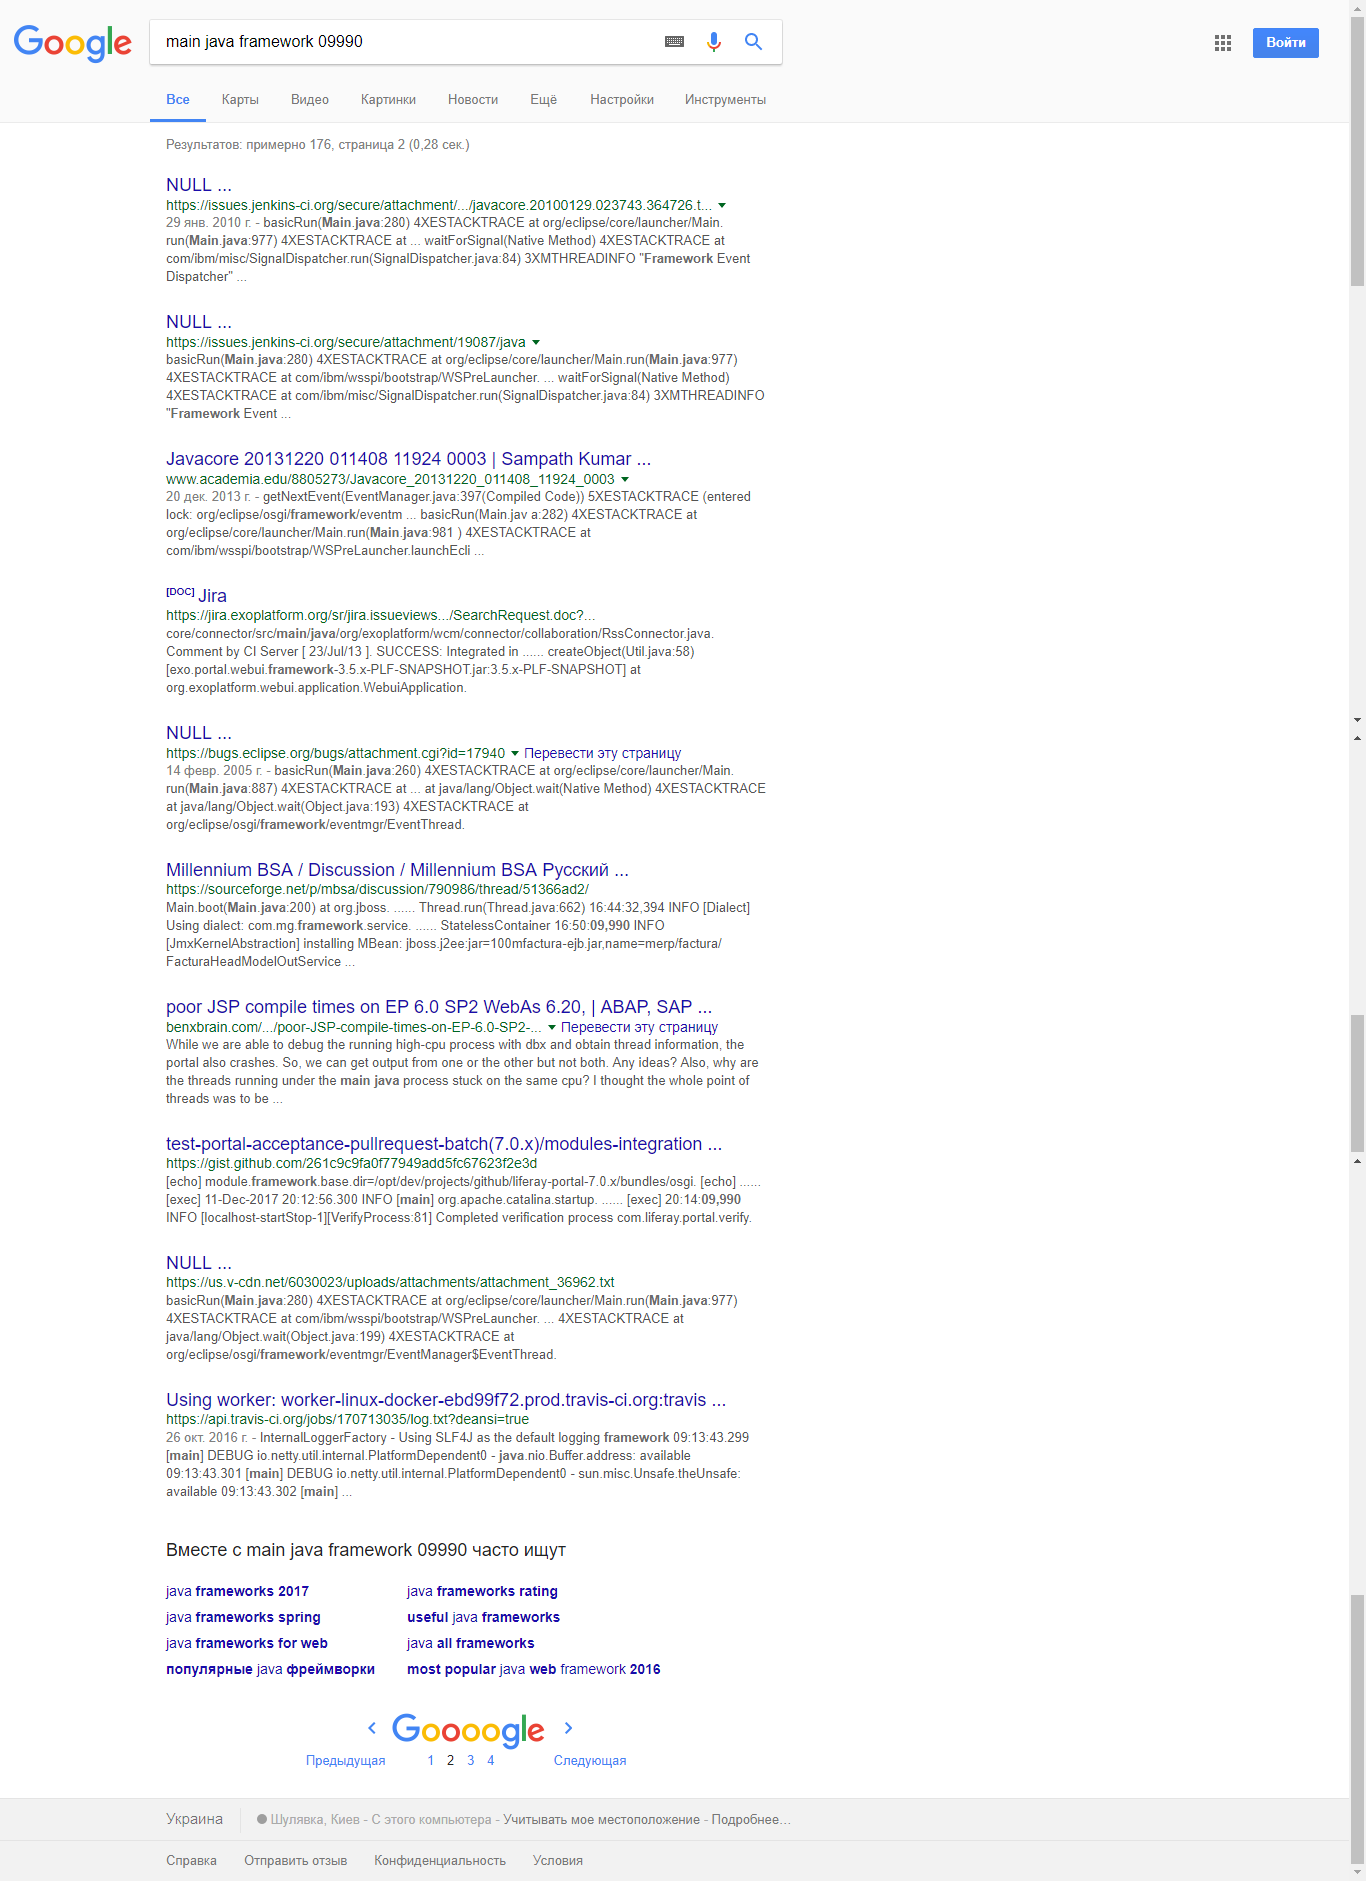 Google
main java framework 09990
Войти
Все Карты Видео Картинки Новости Ещё Настройки Инструменты
Результатов: примерно 176, страница 2 (0,28 сек.)
NULL ...
https://issues.jenkins-ci.org/secure/attachment/.../javacore.20100129.023743.364726.t...
29 янв. 2010 г. - basicRun(Main.java:280) 4XESTACKTRACE at org/eclipse/core/launcher/Main.
run(Main.java:977) 4XESTACKTRACE at ... waitForSignal(Native Method) 4XESTACKTRACE at
com/ibm/misc/SignalDispatcher.run(SignalDispatcher.java:84) 3XMTHREADINFO "Framework Event
Dispatcher" ...
NULL ...
https://issues.jenkins-ci.org/secure/attachment/19087/java
basicRun(Main.java:280) 4XESTACKTRACE at org/eclipse/core/launcher/Main.run(Main.java:977)
4XESTACKTRACE at com/ibm/wsspi/bootstrap/WSPreLauncher. ... waitForSignal(Native Method)
4XESTACKTRACE at com/ibm/misc/SignalDispatcher.run(SignalDispatcher.java:84) 3XMTHREADINFO
"Framework Event ...
Javacore 20131220 011408 11924 0003 | Sampath Kumar ...
www.academia.edu/8805273/Javacore_20131220_011408_11924_0003
20 дек. 2013 г. - getNextEvent(EventManager.java:397(Compiled Code)) 5XESTACKTRACE (entered
lock: org/eclipse/osgi/framework/eventm ... basicRun(Main.jav a:282) 4XESTACKTRACE at
org/eclipse/core/launcher/Main.run(Main.java:981 ) 4XESTACKTRACE at
com/ibm/wsspi/bootstrap/WSPreLauncher.launchEcli ...
[DOC] Jira
https://jira.exoplatform.org/sr/jira.issueviews.../SearchRequest.doc?...
core/connector/src/main/java/org/exoplatform/wcm/connector/collaboration/RssConnector.java.
Comment by CI Server [ 23/Jul/13 ]. SUCCESS: Integrated in ...... createObject(Util.java:58)
[exo.portal.webui.framework-3.5.x-PLF-SNAPSHOT.jar:3.5.x-PLF-SNAPSHOT] at
org.exoplatform.webui.application.WebuiApplication.
NULL ...
https://bugs.eclipse.org/bugs/attachment.cgi?id=17940 Перевести эту страницу
14 февр. 2005 г. - basicRun(Main.java:260) 4XESTACKTRACE at org/eclipse/core/launcher/Main.
run(Main.java:887) 4XESTACKTRACE at ... at java/lang/Object.wait(Native Method) 4XESTACKTRACE
at java/lang/Object.wait(Object.java:193) 4XESTACKTRACE at
org/eclipse/osgi/framework/eventmgr/EventThread.
Millennium BSA / Discussion / Millennium BSA Русский ...
https://sourceforge.net/p/mbsa/discussion/790986/thread/51366ad2/
Main.boot(Main.java:200) at org.jboss. ...... Thread.run(Thread.java:662) 16:44:32,394 INFO [Dialect]
Using dialect: com.mg.framework.service. ...... StatelessContainer 16:50:09,990 INFO
[JmxKernelAbstraction] installing MBean: jboss.j2ee:jar=100mfactura-ejb.jar,name=merp/factura/
FacturaHeadModelOutService ...
poor JSP compile times on EP 6.0 SP2 WebAs 6.20, | ABAP, SAP ...
benxbrain.com/.../poor-JSP-compile-times-on-EP-6.0-SP2-... Перевести эту страницу
While we are able to debug the running high-cpu process with dbx and obtain thread information, the
portal also crashes. So, we can get output from one or the other but not both. Any ideas? Also, why are
the threads running under the main java process stuck on the same cpu? I thought the whole point of
threads was to be ...
test-portal-acceptance-pullrequest-batch(7.0.x)/modules-integration ...
https://gist.github.com/261c9c9fa0f77949add5fc67623f2e3d
[echo] module.framework.base.dir=/opt/dev/projects/github/liferay-portal-7.0.x/bundles/osgi. [echo] ......
[exec] 11-Dec-2017 20:12:56.300 INFO [main] org.apache.catalina.startup. ...... [exec] 20:14:09,990
INFO [localhost-startStop-1][VerifyProcess:81] Completed verification process com.liferay.portal.verify.
NULL ...
https://us.v-cdn.net/6030023/uploads/attachments/attachment_36962.txt
basicRun(Main.java:280) 4XESTACKTRACE at org/eclipse/core/launcher/Main.run(Main.java:977)
4XESTACKTRACE at com/ibm/wsspi/bootstrap/WSPreLauncher. ... 4XESTACKTRACE at
java/lang/Object.wait(Object.java:199) 4XESTACKTRACE at
org/eclipse/osgi/framework/eventmgr/EventManager$EventThread.
Using worker: worker-linux-docker-ebd99f72.prod.travis-ci.org:travis ...
https://api.travis-ci.org/jobs/170713035/log.txt?deansi=true
26 окт. 2016 г. - InternalLoggerFactory - Using SLF4J as the default logging framework 09:13:43.299
[main] DEBUG io.netty.util.internal.PlatformDependent0 - java.nio.Buffer.address: available
09:13:43.301 [main] DEBUG io.netty.util.internal.PlatformDependent0 - sun.misc.Unsafe.theUnsafe:
available 09:13:43.302 [main] ...
Вместе с main java framework 09990 часто ищут
java frameworks 2017 java frameworks rating
java frameworks spring useful java frameworks
java frameworks for web java all frameworks
популярные java фреймворки most popular java web framework 2016
Goooogle
Предыдущая 1 2 3 4 Следующая
Украина Шулявка, Киев - С этого компьютера - Учитывать мое местоположение - Подробнее…
Справка Отправить отзыв Конфиденциальность Условия